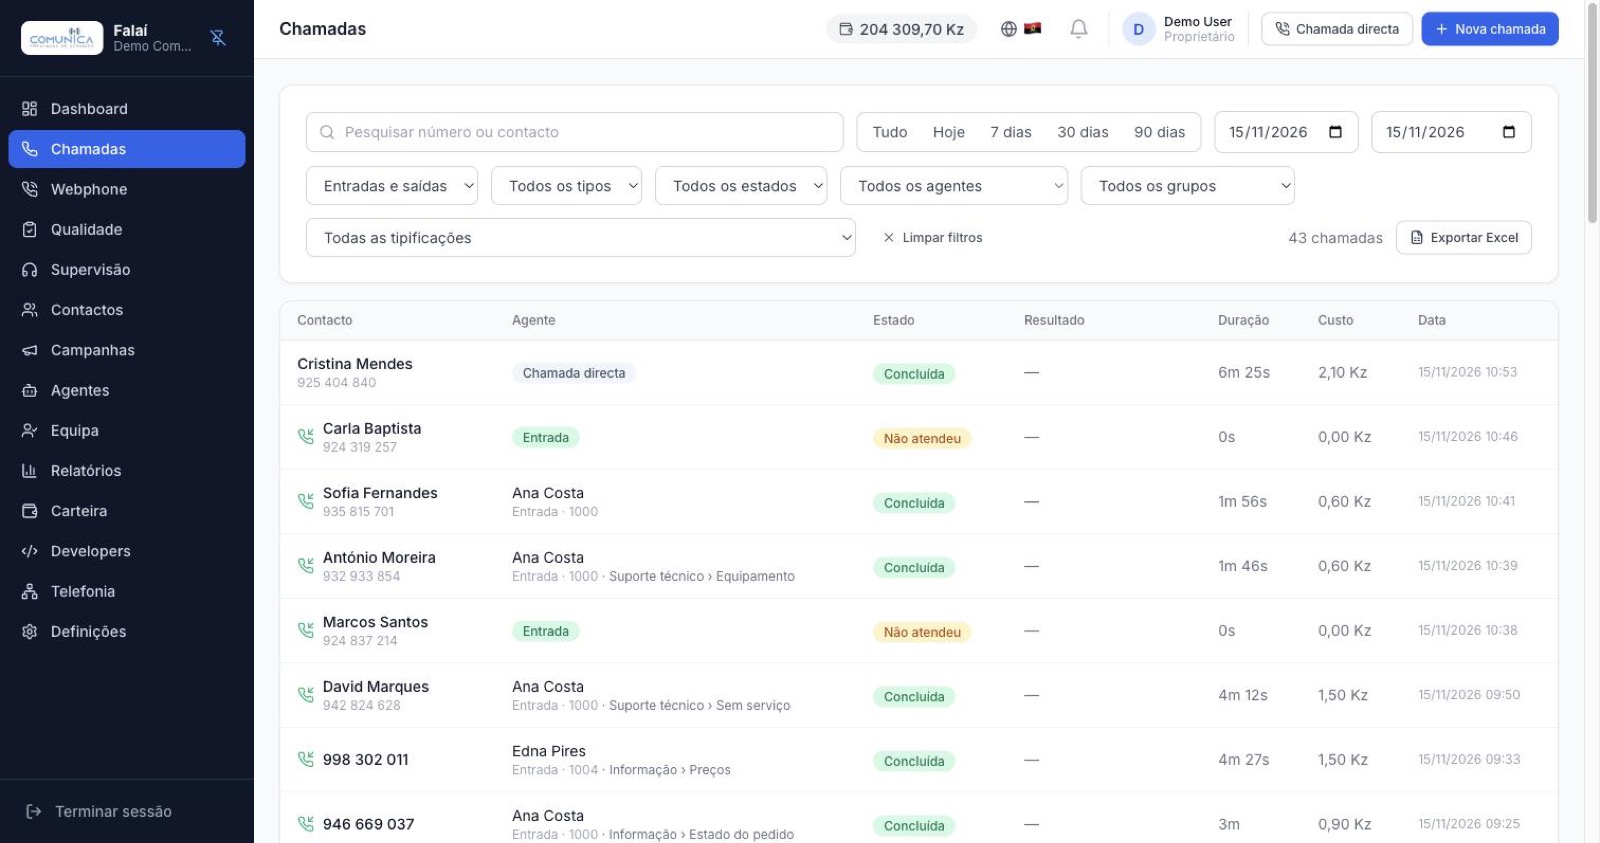 COMUNICA
Falaí
Demo Com...
Dashboard
Chamadas
Webphone
Qualidade
Supervisão
Contactos
Campanhas
Agentes
Equipa
Relatórios
Carteira
Developers
Telefonia
Definições
Terminar sessão
Chamadas
204 309,70 Kz
D
Demo User
Proprietário
Chamada directa
Nova chamada
Pesquisar número ou contacto
Tudo Hoje 7 dias 30 dias 90 dias
15/11/2026
15/11/2026
Entradas e saídas
Todos os tipos
Todos os estados
Todos os agentes
Todos os grupos
Todas as tipificações
Limpar filtros
43 chamadas
Exportar Excel
Contacto Agente Estado Resultado Duração Custo Data
Cristina Mendes
925 404 840
Chamada directa
Concluída
—
6m 25s
2,10 Kz
15/11/2026 10:53
Carla Baptista
924 319 257
Entrada
Não atendeu
—
0s
0,00 Kz
15/11/2026 10:46
Sofia Fernandes
935 815 701
Ana Costa
Entrada · 1000
Concluída
—
1m 56s
0,60 Kz
15/11/2026 10:41
António Moreira
932 933 854
Ana Costa
Entrada · 1000 · Suporte técnico › Equipamento
Concluída
—
1m 46s
0,60 Kz
15/11/2026 10:39
Marcos Santos
924 837 214
Entrada
Não atendeu
—
0s
0,00 Kz
15/11/2026 10:38
David Marques
942 824 628
Ana Costa
Entrada · 1000 · Suporte técnico › Sem serviço
Concluída
—
4m 12s
1,50 Kz
15/11/2026 09:50
998 302 011
Edna Pires
Entrada · 1004 · Informação › Preços
Concluída
—
4m 27s
1,50 Kz
15/11/2026 09:33
946 669 037
Ana Costa
Entrada · 1000 · Informação › Estado do pedido
Concluída
—
3m
0,90 Kz
15/11/2026 09:25